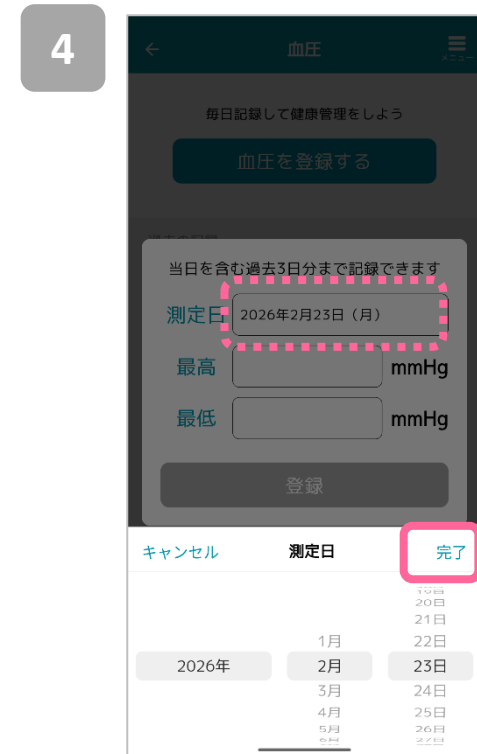 4
血圧
メニュー
毎日記録して健康管理をしよう
血圧を登録する
当日を含む過去3日分まで記録できます
測定日 2026年2月23日（月）
最高 mmHg
最低 mmHg
登録
キャンセル 測定日 完了
20日
21日
1月 22日
2026年 2月 23日
3月 24日
4月 25日
5月 26日
6月 27日